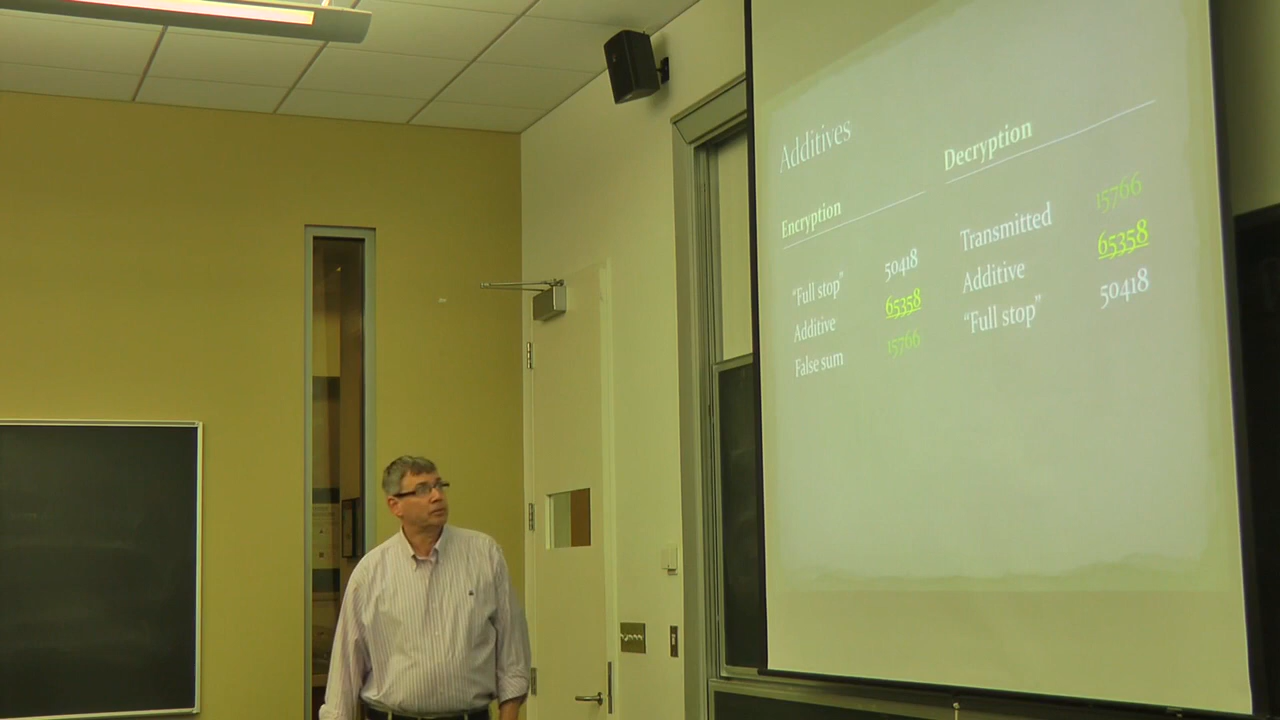 Additives
Encryption
"Full stop" 50418
Additive 65358
False sum 15766
Decryption
Transmitted 15766
Additive 65358
"Full stop" 50418